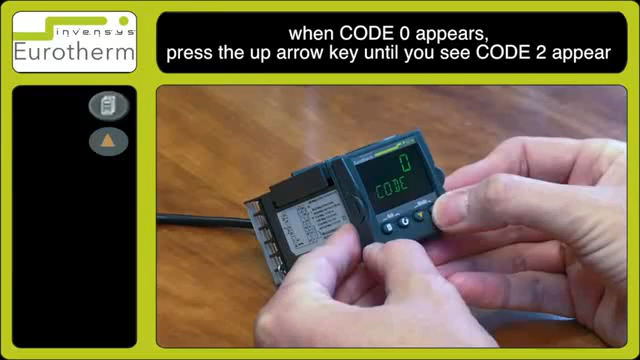 invensys
Eurotherm
when CODE 0 appears,
press the up arrow key until you see CODE 2 appear
0
CODE